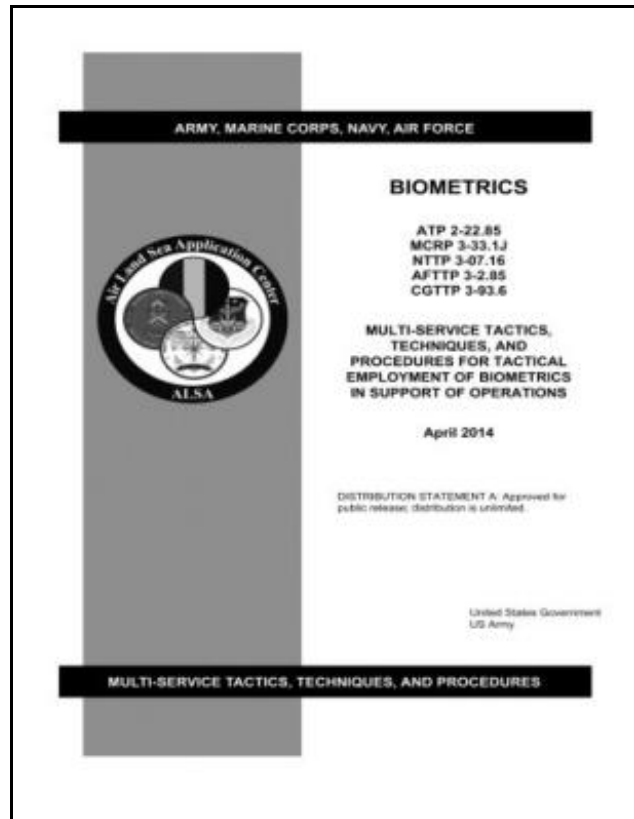 ARMY, MARINE CORPS, NAVY, AIR FORCE
BIOMETRICS
ATP 2-22.85
MCRP 3-33.1J
NTTP 3-07.16
AFTTP 3-2.85
CGTTP 3-93.6
Air Land Sea Application Center
ALSA
MULTI-SERVICE TACTICS,
TECHNIQUES, AND
PROCEDURES FOR TACTICAL
EMPLOYMENT OF BIOMETRICS
IN SUPPORT OF OPERATIONS
April 2014
DISTRIBUTION STATEMENT A: Approved for
public release; distribution is unlimited.
United States Government
US Army
MULTI-SERVICE TACTICS, TECHNIQUES, AND PROCEDURES